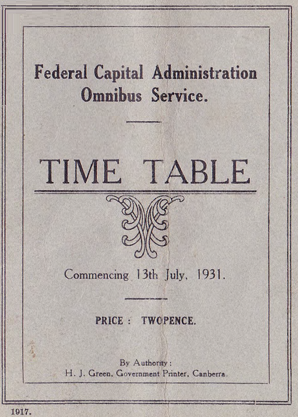 Federal Capital Administration
Omnibus Service.
TIME TABLE
Commencing 13th July, 1931.
PRICE : TWOPENCE.
By Authority:
H. J. Green, Government Printer, Canberra.
1917.